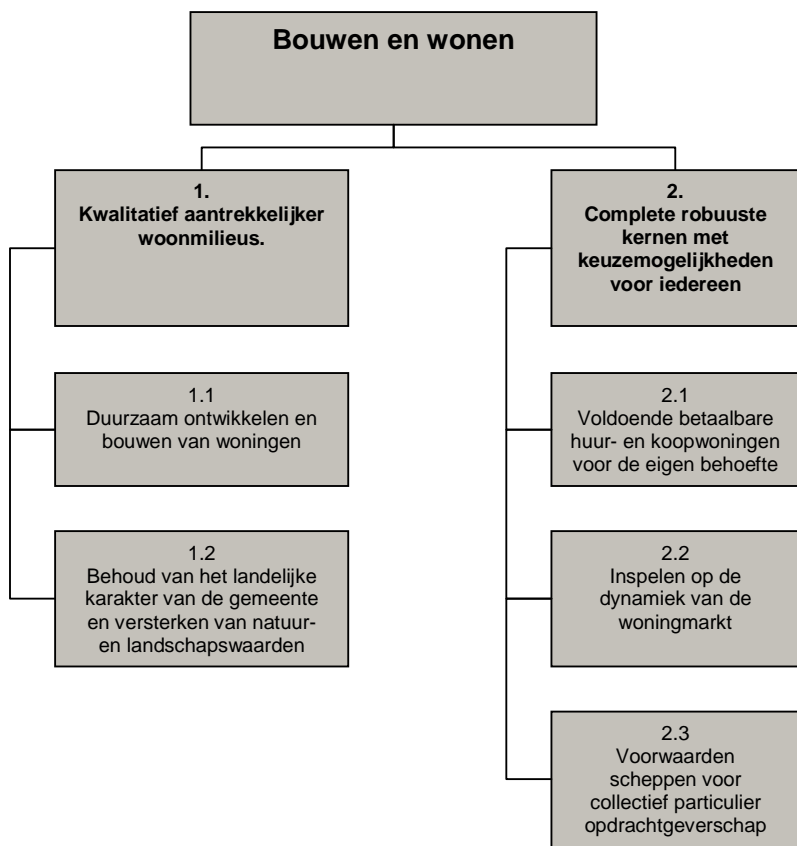 Bouwen en wonen
1.
Kwalitatief aantrekkelijker
woonmilieus.
1.1
Duurzaam ontwikkelen en
bouwen van woningen
1.2
Behoud van het landelijke
karakter van de gemeente
en versterken van natuur-
en landschapswaarden
2.
Complete robuuste
kernen met
keuzemogelijkheden
voor iedereen
2.1
Voldoende betaalbare
huur- en koopwoningen
voor de eigen behoefte
2.2
Inspelen op de
dynamiek van de
woningmarkt
2.3
Voorwaarden
scheppen voor
collectief particulier
opdrachtgeverschap